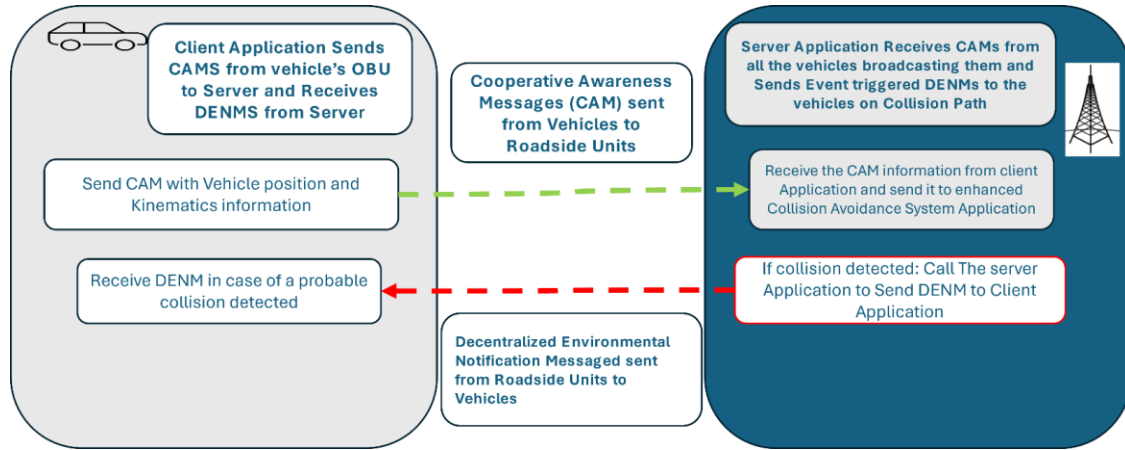 Client Application Sends
CAMS from vehicle's OBU
to Server and Receives
DENMS from Server
Send CAM with Vehicle position and
Kinematics information
Receive DENM in case of a probable
collision detected
Cooperative Awareness
Messages (CAM) sent
from Vehicles to
Roadside Units
Decentralized Environmental
Notification Messaged sent
from Roadside Units to
Vehicles
Server Application Receives CAMs from
all the vehicles broadcasting them and
Sends Event triggered DENMs to the
vehicles on Collision Path
Receive the CAM information from client
Application and send it to enhanced
Collision Avoidance System Application
If collision detected: Call The server
Application to Send DENM to Client
Application